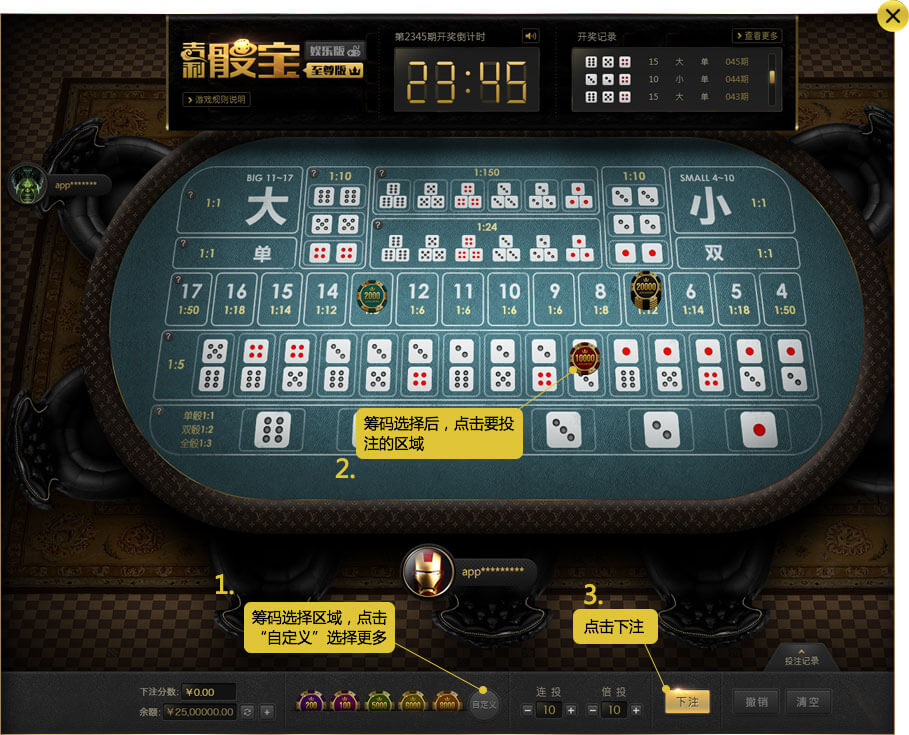 吉利骰宝
娱乐版
至尊版
游戏规则说明
第2345期开奖倒计时
23:45
开奖记录
查看更多
15 大 单 045期
10 小 单 044期
15 大 单 043期
app*******
BIG 11~17
1:1 大
1:10
1:150
1:10
SMALL 4~10
小 1:1
1:24
1:1 单
双 1:1
17 16 15 14 2000 12 11 10 9 8 20000 6 5 4
1:50 1:18 1:14 1:12 1:6 1:6 1:6 1:6 1:8 1:12 1:14 1:18 1:50
1:5
10000
单骰1:1
双骰1:2
全骰1:3
筹码选择后，点击要投
注的区域
2.
app*********
1.
筹码选择区域，点击
“自定义”选择更多
3.
点击下注
投注记录
下注分数: ¥0.00
余额: ¥25,00000.00
200 100 5000 6000 8000 自定义
连投 倍投
10 10
下注
撤销
清空